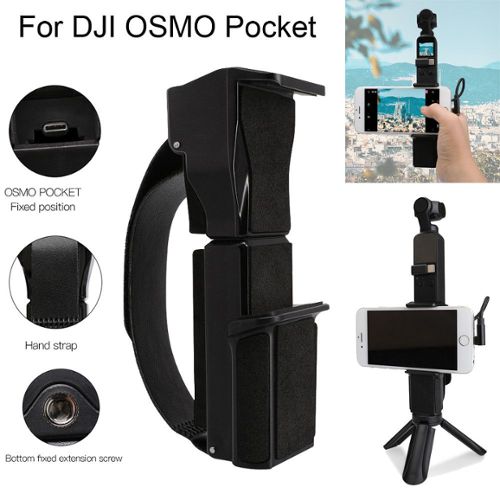 For DJI OSMO Pocket
OSMO POCKET
Fixed position
Hand strap
Bottom fixed extension screw